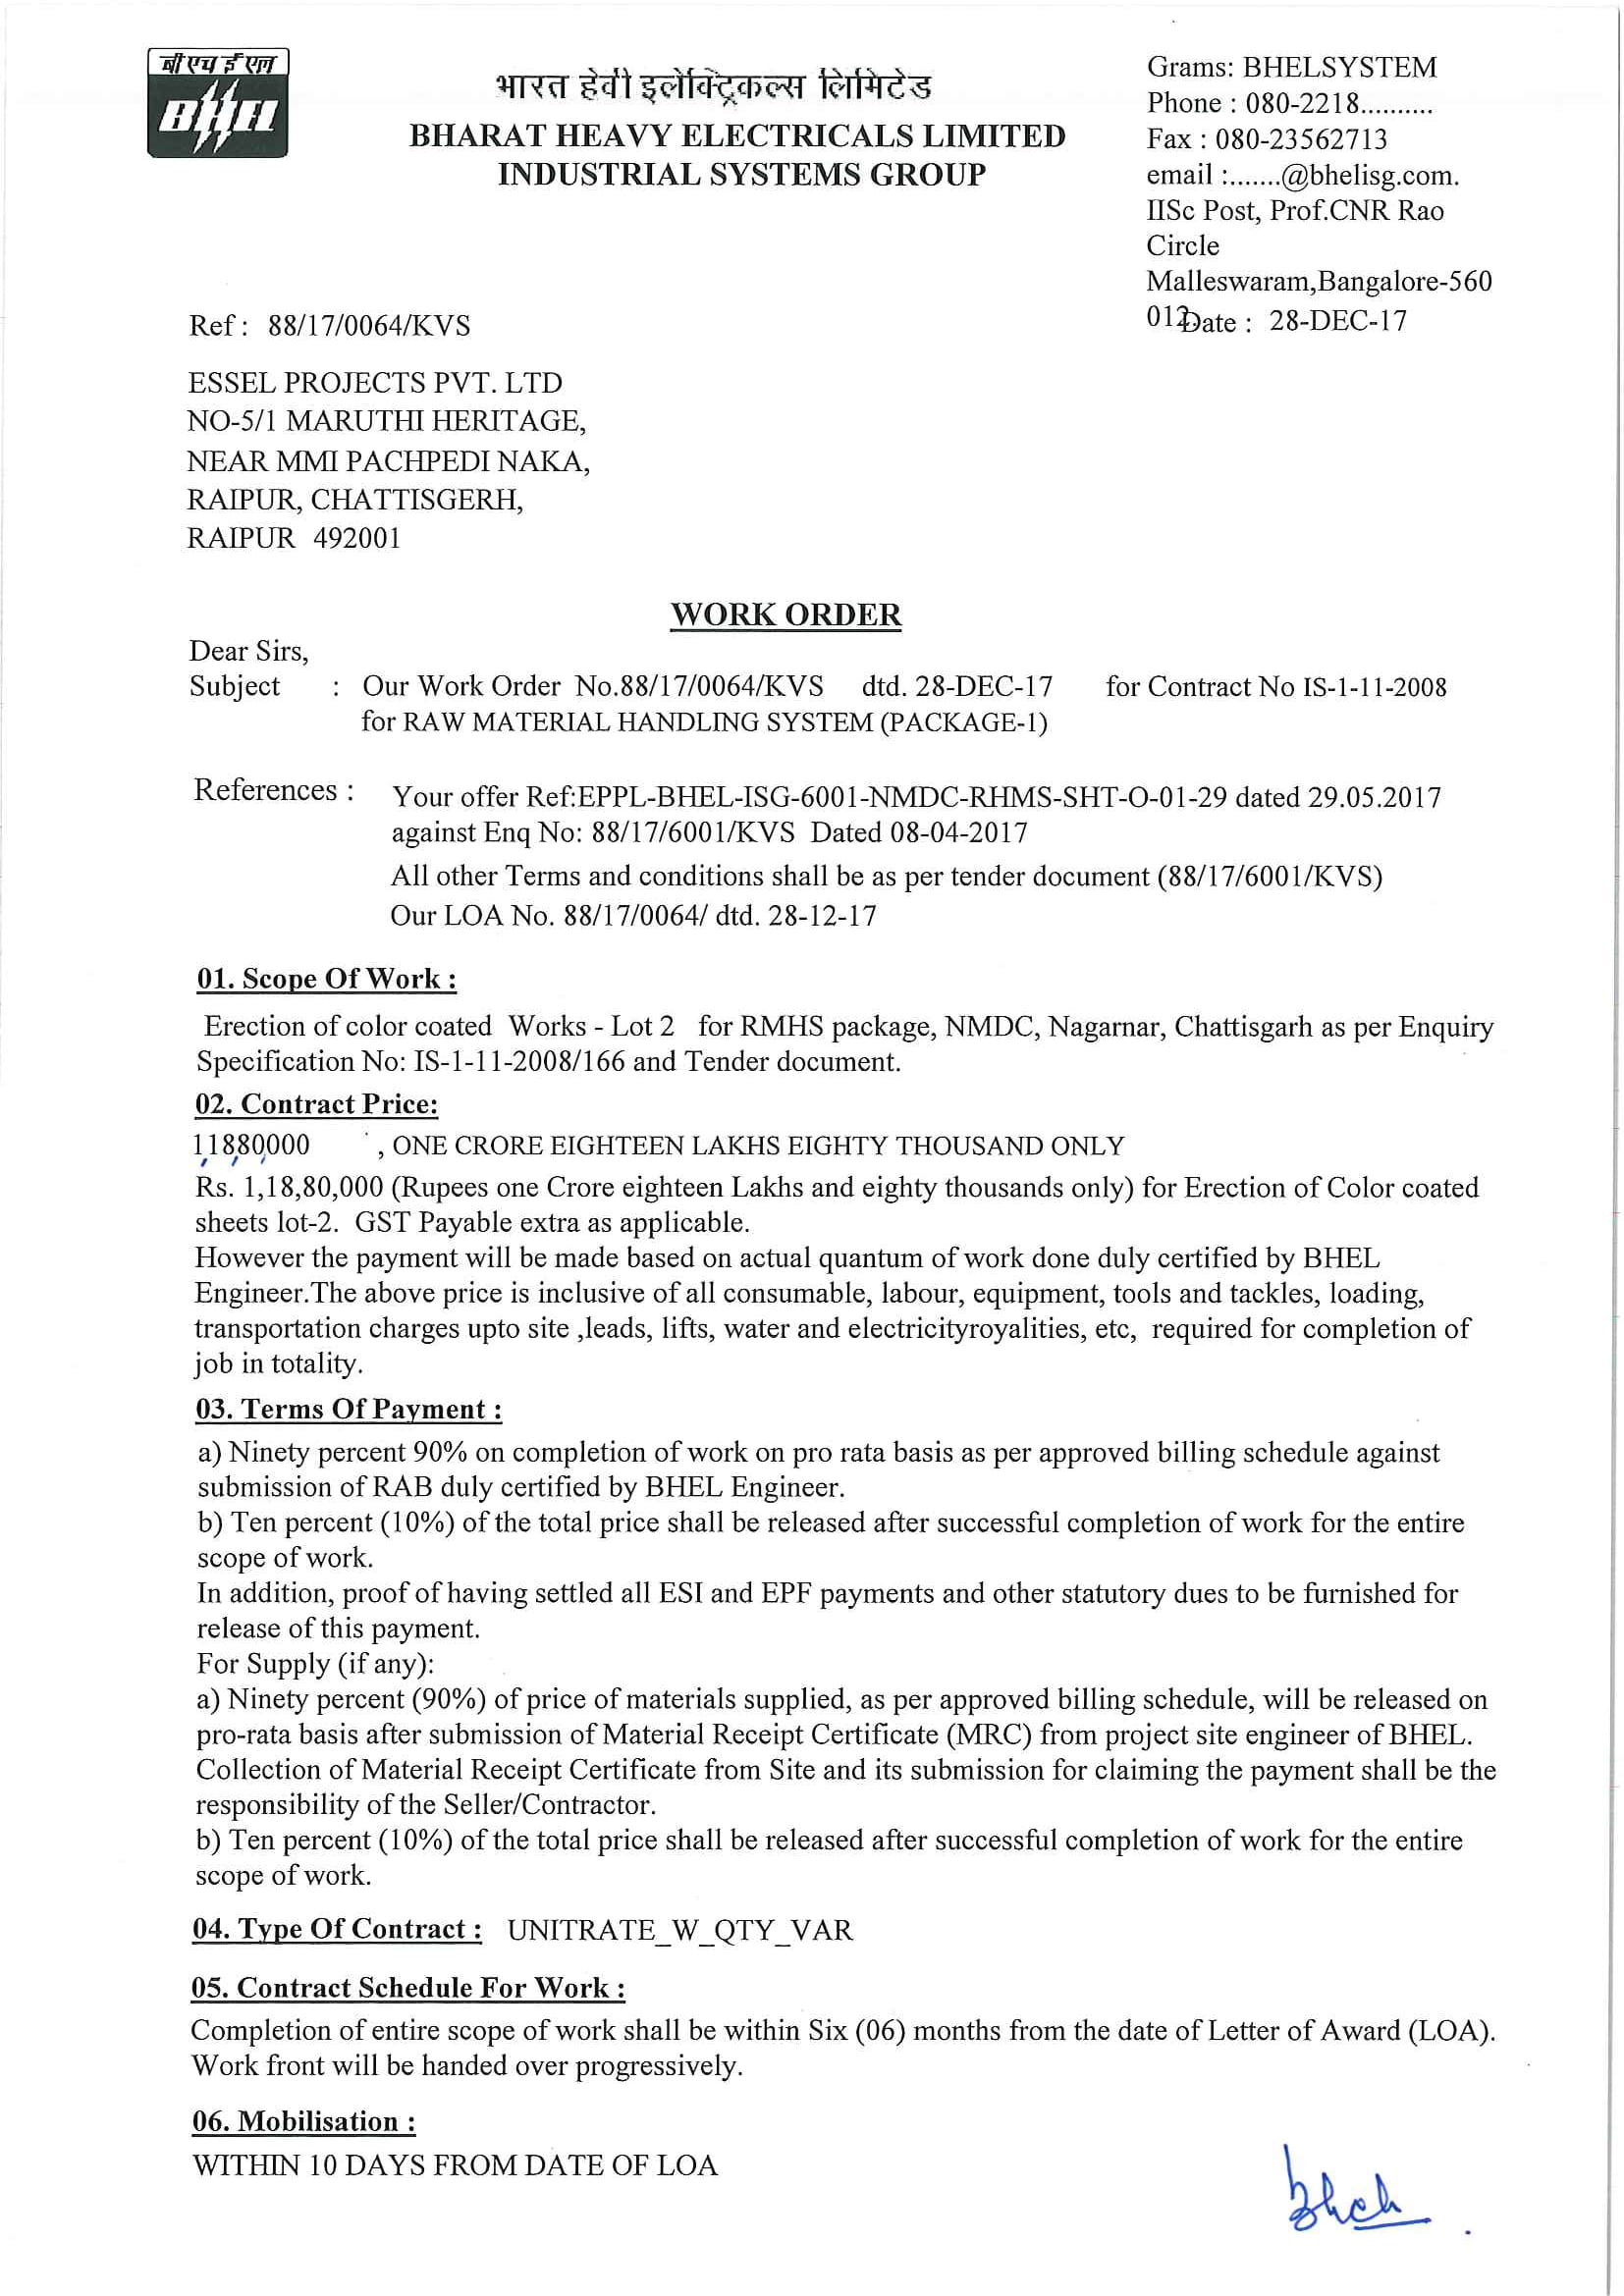 बी एच ई एल
BHEL
भारत हेवी इलेक्ट्रिकल्स लिमिटेड
BHARAT HEAVY ELECTRICALS LIMITED
INDUSTRIAL SYSTEMS GROUP
Grams: BHELSYSTEM
Phone : 080-2218..........
Fax : 080-23562713
email :.......@bhelisg.com.
IISc Post, Prof.CNR Rao
Circle
Malleswaram,Bangalore-560
012.
Date : 28-DEC-17
Ref : 88/17/0064/KVS
ESSEL PROJECTS PVT. LTD
NO-5/1 MARUTHI HERITAGE,
NEAR MMI PACHPEDI NAKA,
RAIPUR, CHATTISGERH,
RAIPUR 492001
WORK ORDER
Dear Sirs,
Subject : Our Work Order No.88/17/0064/KVS dtd. 28-DEC-17 for Contract No IS-1-11-2008
for RAW MATERIAL HANDLING SYSTEM (PACKAGE-1)
References : Your offer Ref:EPPL-BHEL-ISG-6001-NMDC-RHMS-SHT-O-01-29 dated 29.05.2017
against Enq No: 88/17/6001/KVS Dated 08-04-2017
All other Terms and conditions shall be as per tender document (88/17/6001/KVS)
Our LOA No. 88/17/0064/ dtd. 28-12-17
01. Scope Of Work :
Erection of color coated Works - Lot 2 for RMHS package, NMDC, Nagarnar, Chattisgarh as per Enquiry
Specification No: IS-1-11-2008/166 and Tender document.
02. Contract Price:
11880000 , ONE CRORE EIGHTEEN LAKHS EIGHTY THOUSAND ONLY
Rs. 1,18,80,000 (Rupees one Crore eighteen Lakhs and eighty thousands only) for Erection of Color coated
sheets lot-2. GST Payable extra as applicable.
However the payment will be made based on actual quantum of work done duly certified by BHEL
Engineer.The above price is inclusive of all consumable, labour, equipment, tools and tackles, loading,
transportation charges upto site ,leads, lifts, water and electricityroyalities, etc, required for completion of
job in totality.
03. Terms Of Payment :
a) Ninety percent 90% on completion of work on pro rata basis as per approved billing schedule against
submission of RAB duly certified by BHEL Engineer.
b) Ten percent (10%) of the total price shall be released after successful completion of work for the entire
scope of work.
In addition, proof of having settled all ESI and EPF payments and other statutory dues to be furnished for
release of this payment.
For Supply (if any):
a) Ninety percent (90%) of price of materials supplied, as per approved billing schedule, will be released on
pro-rata basis after submission of Material Receipt Certificate (MRC) from project site engineer of BHEL.
Collection of Material Receipt Certificate from Site and its submission for claiming the payment shall be the
responsibility of the Seller/Contractor.
b) Ten percent (10%) of the total price shall be released after successful completion of work for the entire
scope of work.
04. Type Of Contract : UNITRATE_W_QTY_VAR
05. Contract Schedule For Work :
Completion of entire scope of work shall be within Six (06) months from the date of Letter of Award (LOA).
Work front will be handed over progressively.
06. Mobilisation :
WITHIN 10 DAYS FROM DATE OF LOA